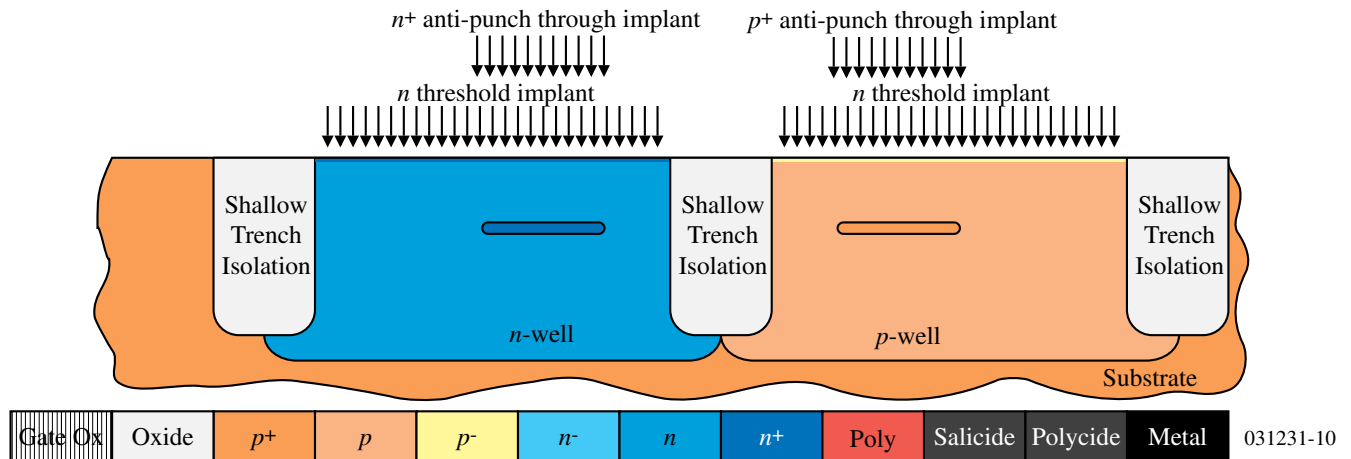 n+ anti-punch through implant
p+ anti-punch through implant
n threshold implant
n threshold implant
Shallow
Trench
Isolation
Shallow
Trench
Isolation
Shallow
Trench
Isolation
n-well
p-well
Substrate
Gate Ox
Oxide
p+
p
p-
n-
n
n+
Poly
Salicide
Polycide
Metal
031231-10